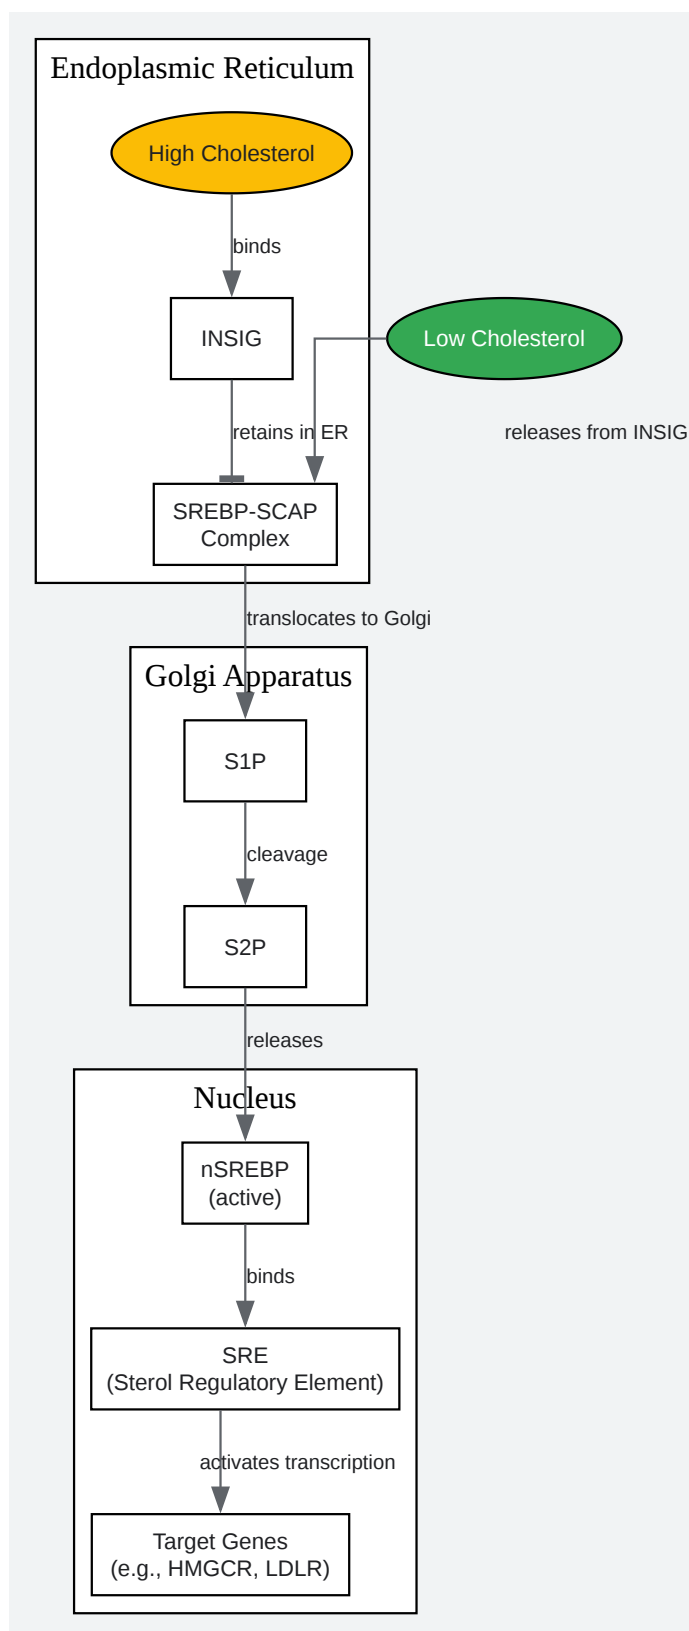 Endoplasmic Reticulum
High Cholesterol
binds
INSIG
Low Cholesterol
retains in ER
releases from INSIG
SREBP-SCAP
Complex
translocates to Golgi
Golgi Apparatus
S1P
cleavage
S2P
releases
Nucleus
nSREBP
(active)
binds
SRE
(Sterol Regulatory Element)
activates transcription
Target Genes
(e.g., HMGCR, LDLR)